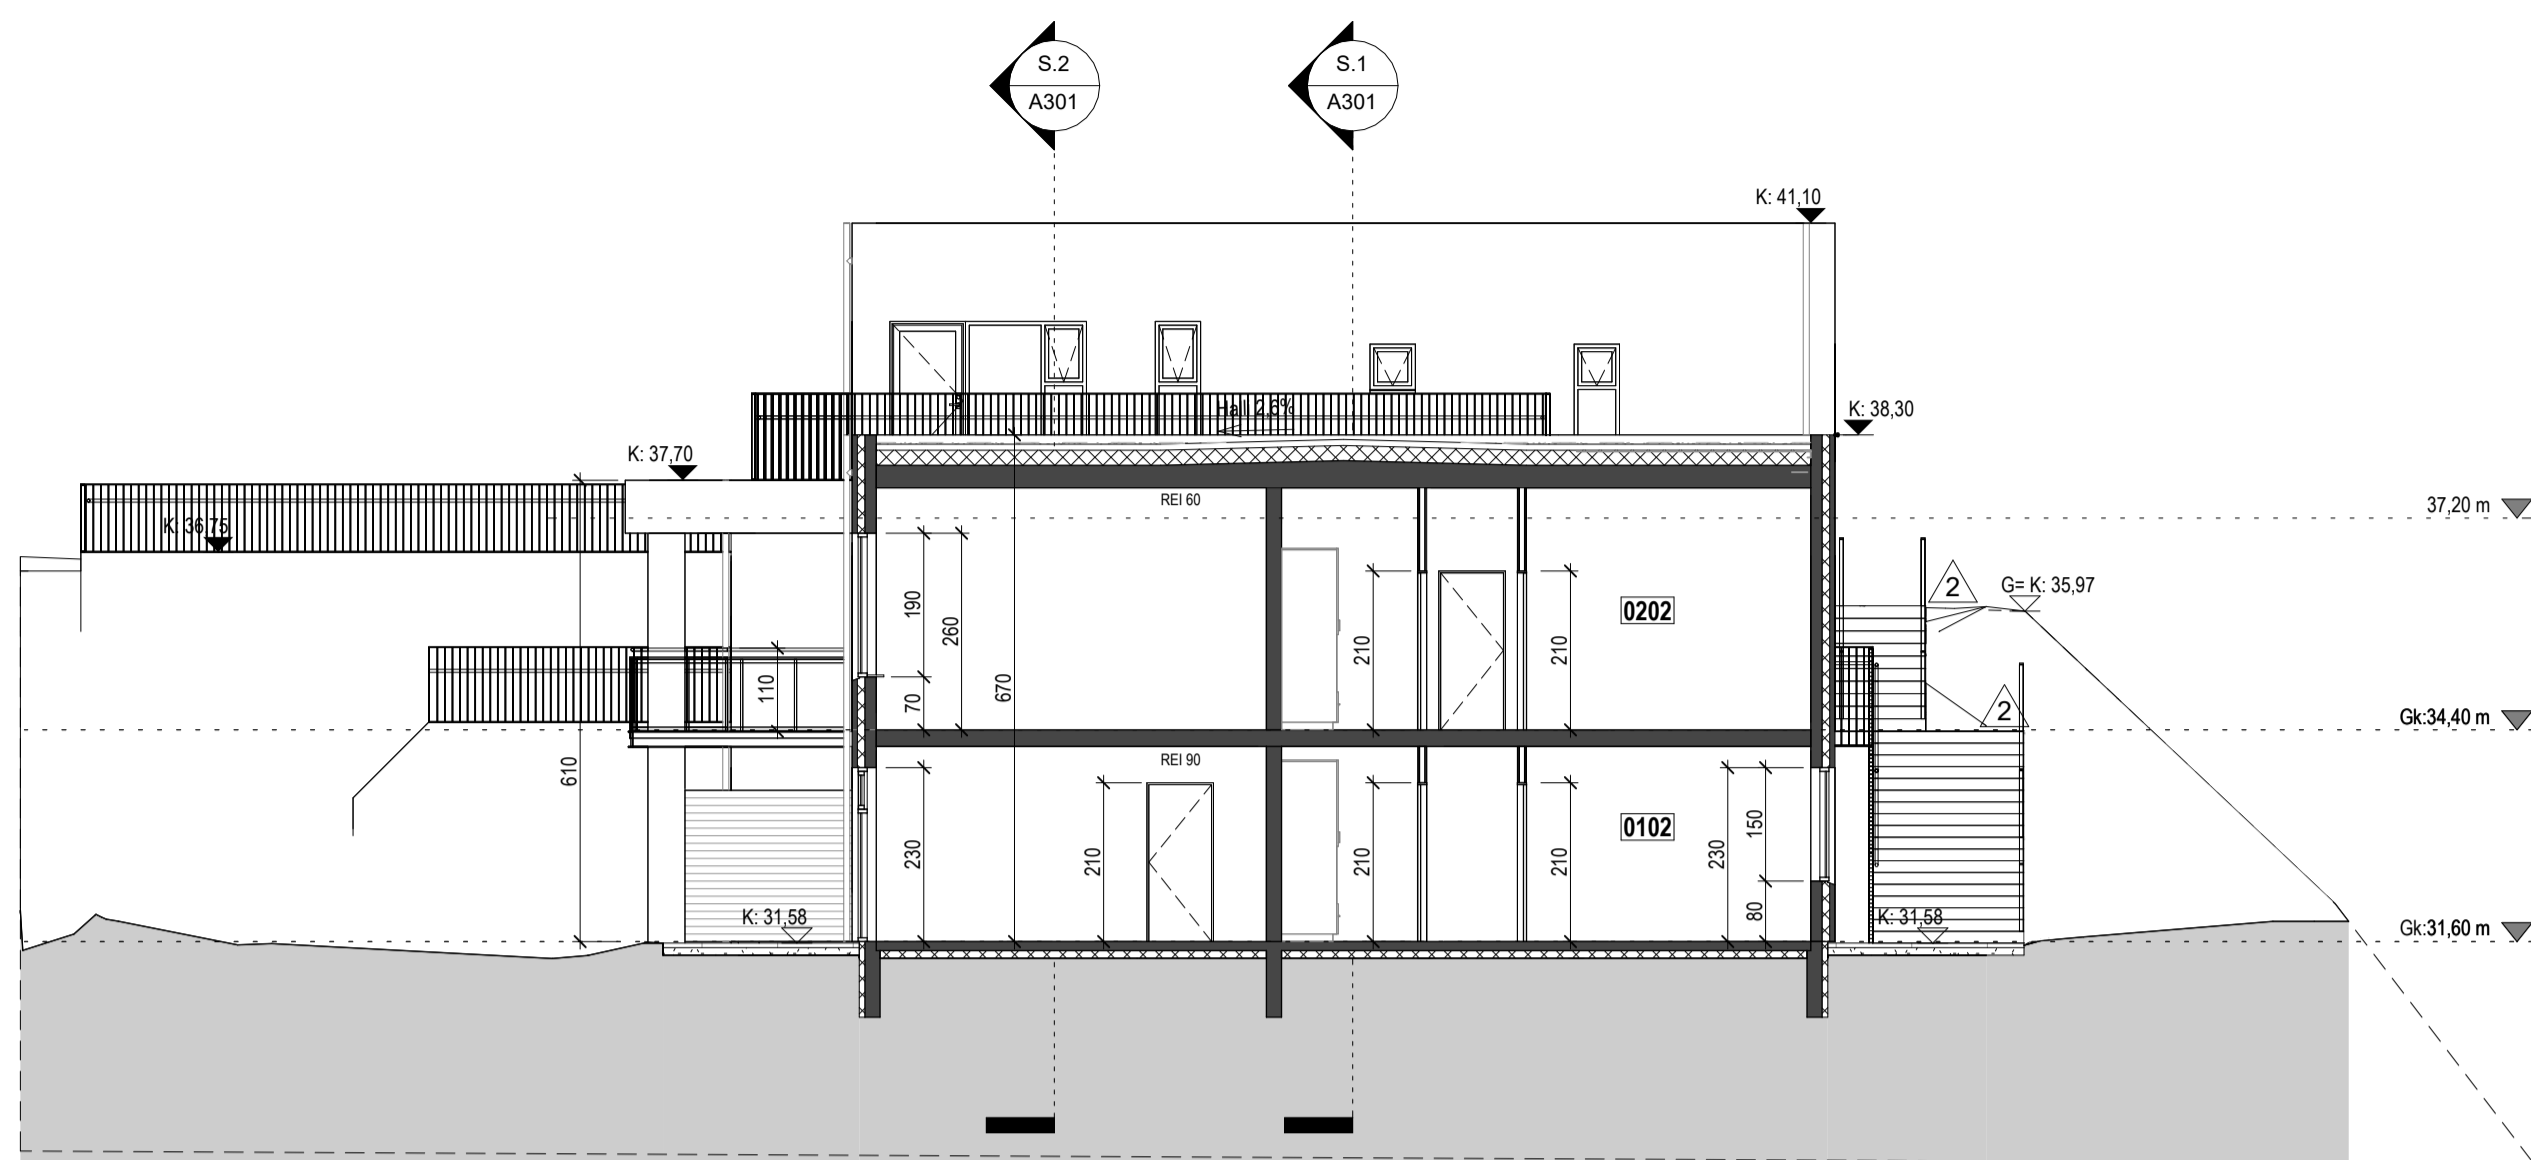 S.2
A301
S.1
A301
K: 41,10
K: 38,30
Hall 2,6%
K: 37,70
37,20 m
REI 60
K: 36,75
2
G= K: 35,97
190
260
0202
210
210
110
670
70
2
Gk:34,40 m
REI 90
610
230
210
210
210
0102
230
150
80
K: 31,58
K: 31,58
Gk:31,60 m